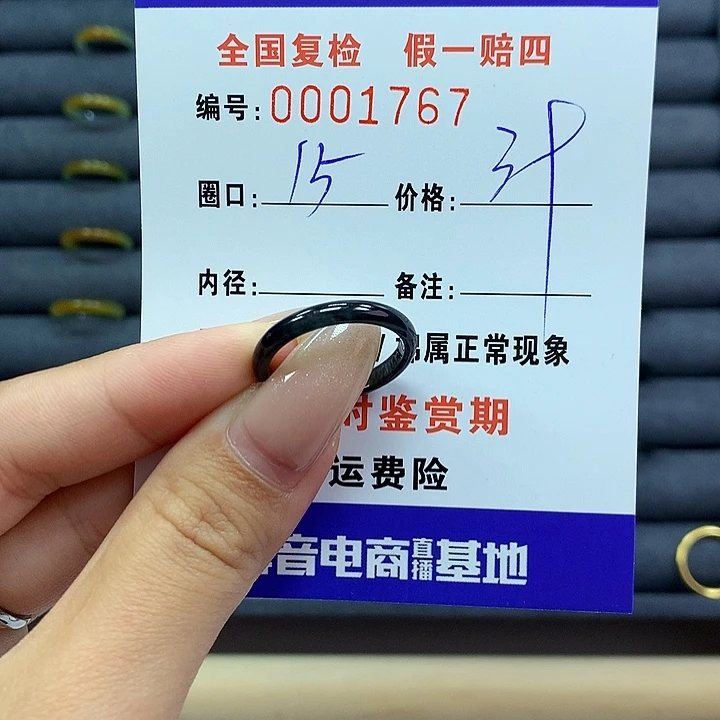 全国复检 假一赔四
编号:0001767
圈口:15 价格:
内径: 备注:
属正常现象
时鉴赏期
运费险
音电商直播基地